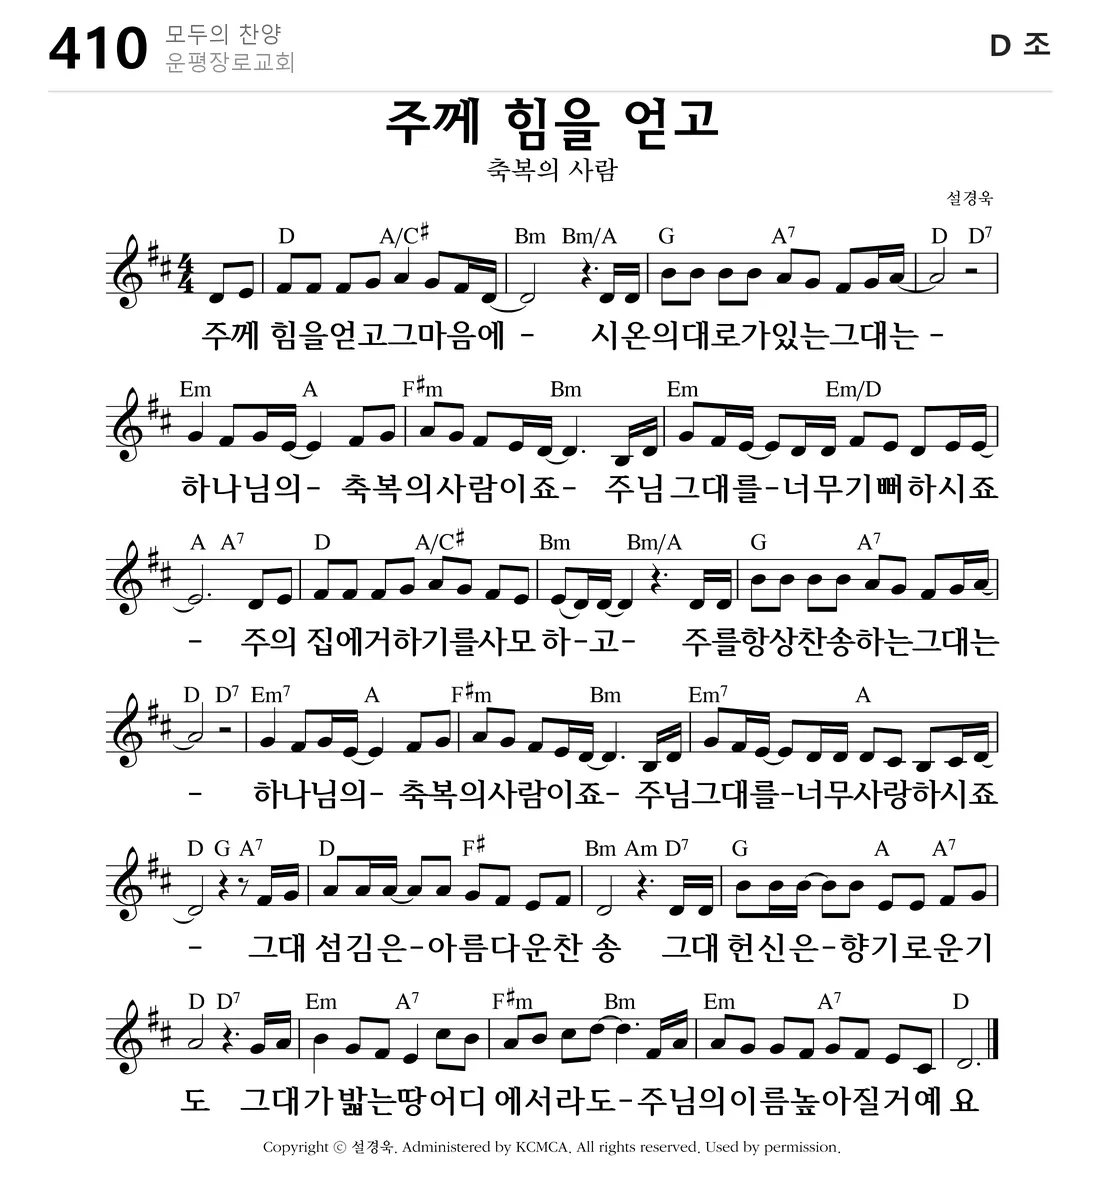 410 모두의 찬양
운평장로교회
D 조
주께 힘을 얻고
축복의 사람
설경욱
D A/C♯ Bm Bm/A G A7 D D7
주께 힘을얻고그마음에 - 시온의대로가있는그대는 -
Em A F♯m Bm Em Em/D
하나님의- 축복의사람이죠- 주님그대를-너무기뻐하시죠
A A7 D A/C♯ Bm Bm/A G A7
- 주의 집에거하기를사모 하-고- 주를항상찬송하는그대는
D D7 Em7 A F♯m Bm Em7 A
- 하나님의- 축복의사람이죠- 주님그대를-너무사랑하시죠
D G A7 D F♯ Bm Am D7 G A A7
- 그대 섬김은-아름다운찬 송 그대 헌신은-향기로운기
D D7 Em A7 F♯m Bm Em A7 D
도 그대가밟는땅어디 에서라도-주님의이름높아질거예 요
Copyright ⓒ 설경욱. Administered by KCMCA. All rights reserved. Used by permission.